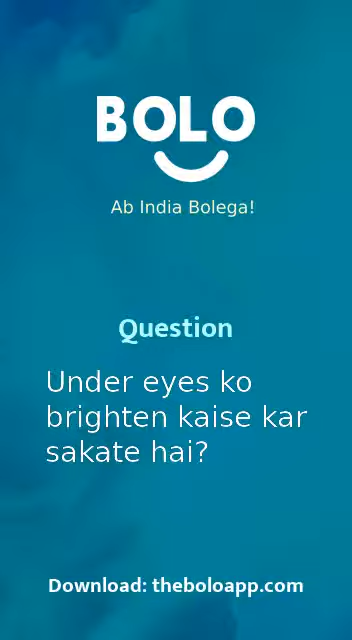 BOLO
Ab India Bolega!
Question
Under eyes ko
brighten kaise kar
sakate hai?
Download: theboloapp.com